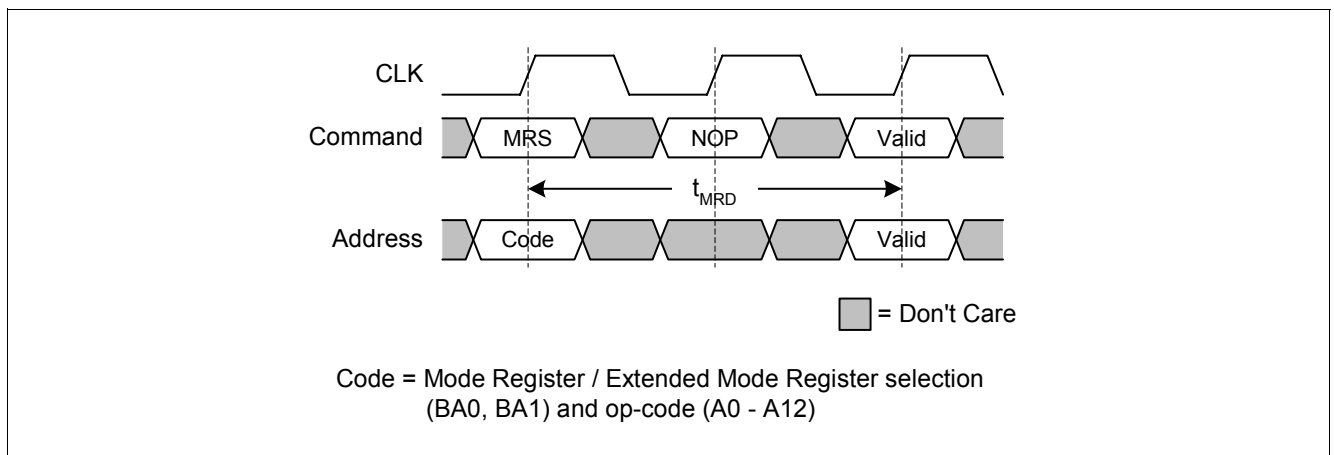 CLK
Command MRS NOP Valid
tMRD
Address Code Valid
= Don't Care
Code = Mode Register / Extended Mode Register selection
(BA0, BA1) and op-code (A0 - A12)